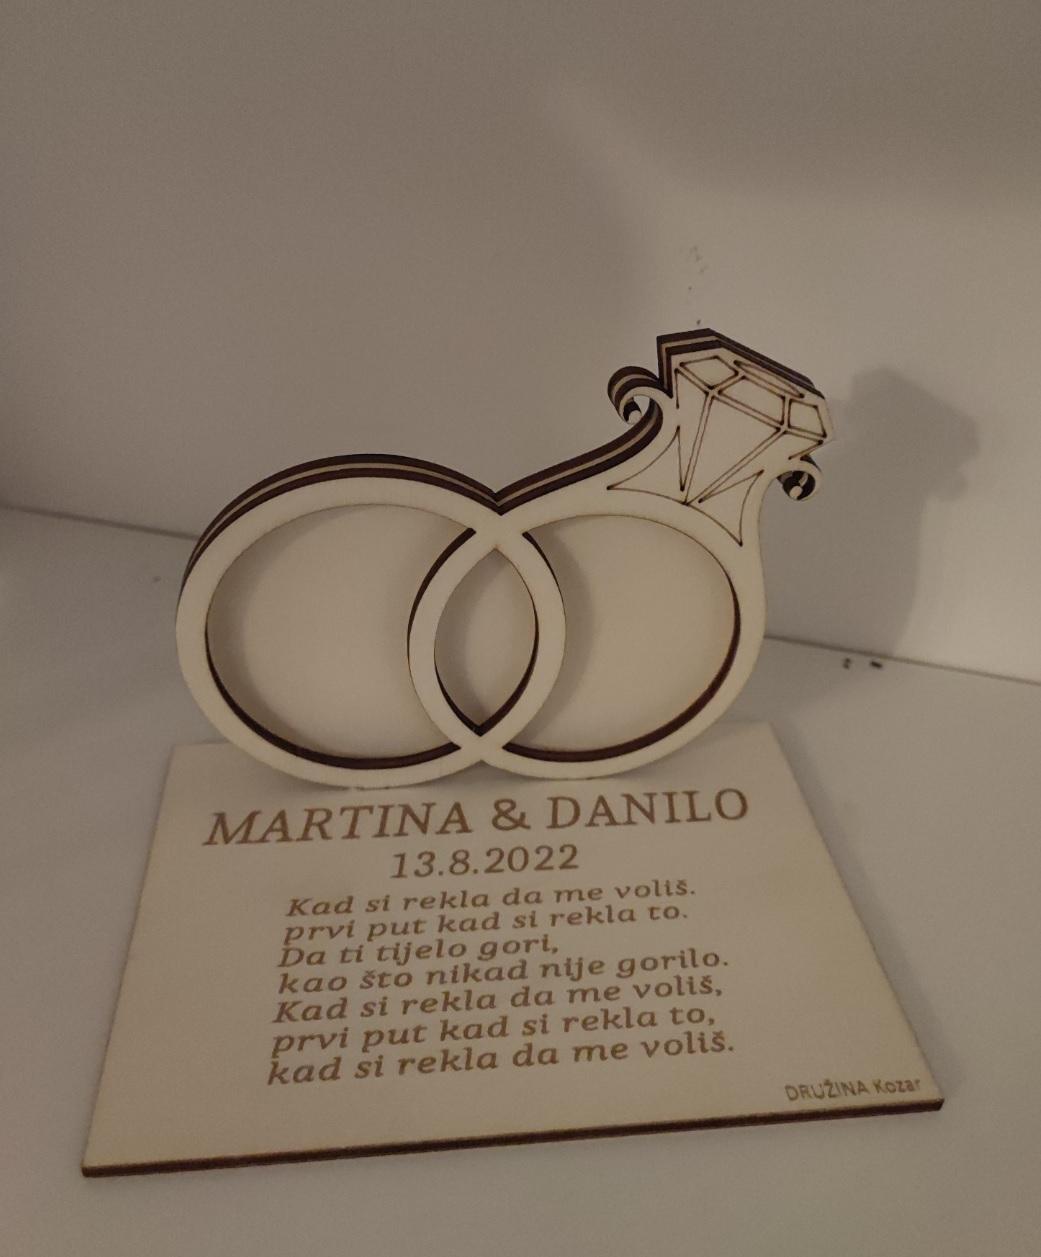 MARTINA & DANILO
13.8.2022
Kad si rekla da me voliš.
prvi put kad si rekla to.
Da ti tijelo gori,
kao što nikad nije gorilo.
Kad si rekla da me voliš,
prvi put kad si rekla to,
kad si rekla da me voliš.
DRUŽINA Kozar